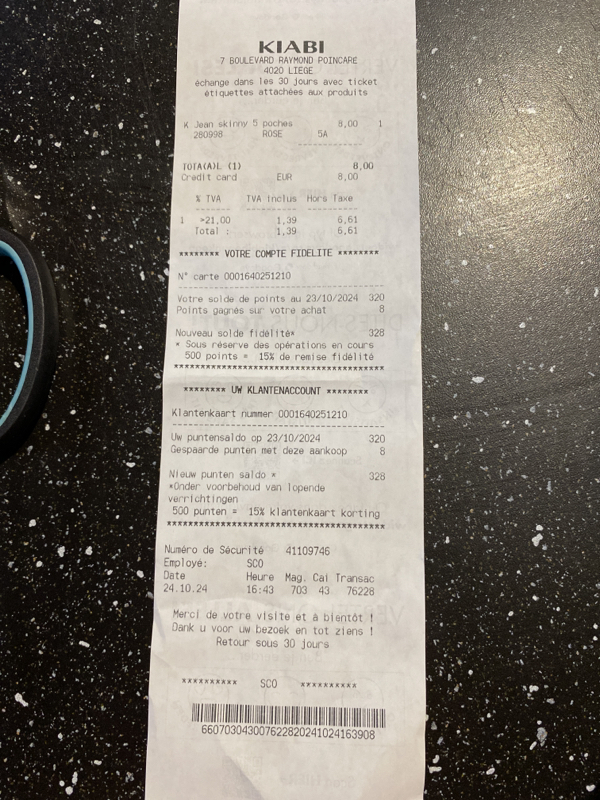 KIABI
7 BOULEVARD RAYMOND POINCARE
4020 LIEGE
échange dans les 30 jours avec ticket
étiquettes attachées aux produits
K Jean skinny 5 poches 8,00 1
280998 ROSE 5A
--------------
TOTA(A)L (1) 8,00
Credit card EUR 8,00
% TVA TVA Inclus Hors Taxe
------- ---------- ---------
1 >21,00 1,39 6,61
Total : 1,39 6,61
******** VOTRE COMPTE FIDELITE ********
N° carte 0001640251210
Votre solde de points au 23/10/2024 320
Points gagnés sur votre achat 8
Nouveau solde fidélité* 328
* Sous réserve des opérations en cours
500 points = 15% de remise fidélité
****************************************
******** UW KLANTENACCOUNT ********
Klantenkaart nummer 0001640251210
Uw puntensaldo op 23/10/2024 320
Gespaarde punten met deze aankoop 8
Nieuw punten saldo * 328
*Onder voorbehoud van lopende
verrichtingen
500 punten = 15% klantenkaart korting
****************************************
Numéro de Sécurité 41109746
Employé: SCO
Date Heure Mag. Cai Transac
24.10.24 16:43 703 43 76228
Merci de votre visite et à bientôt !
Dank u voor uw bezoek en tot ziens !
Retour sous 30 jours
********** SCO **********
660703043007622820241024163908